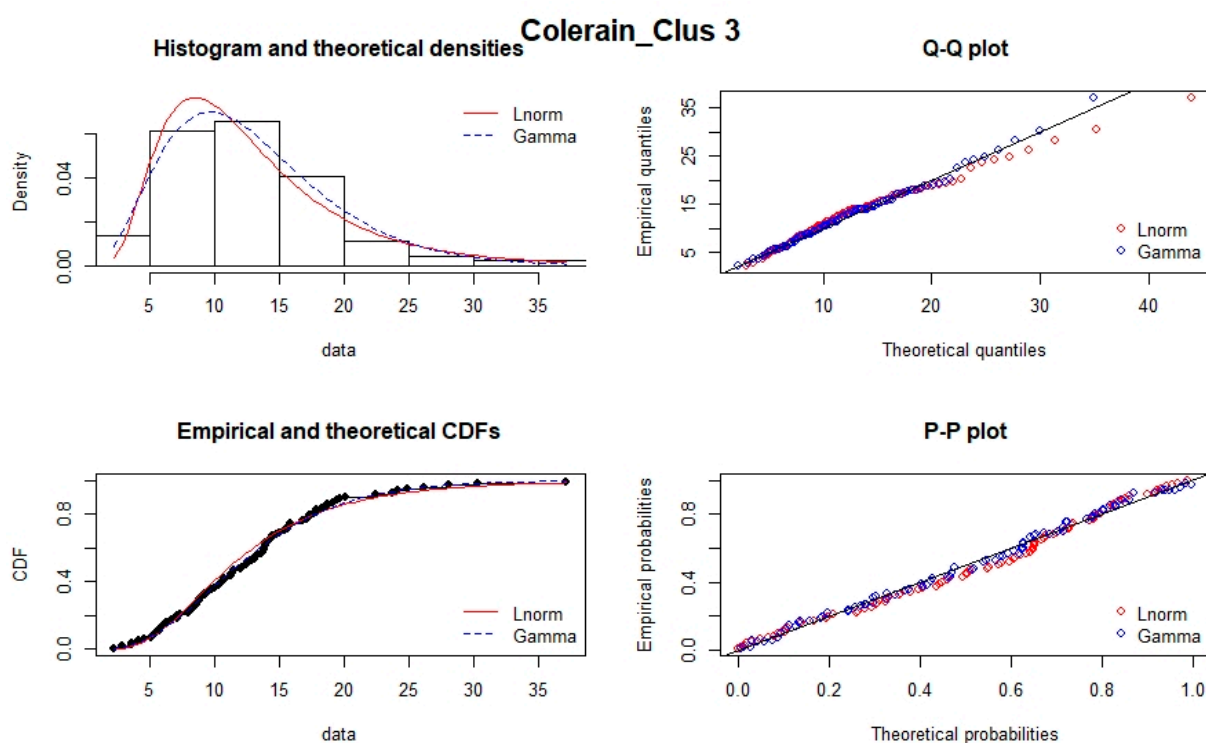 Colerain_Clus 3
Histogram and theoretical densities
Density
0.00
0.04
Lnorm
Gamma
5 10 15 20 25 30 35
data
Q-Q plot
Empirical quantiles
5
15
25
35
Lnorm
Gamma
10 20 30 40
Theoretical quantiles
Empirical and theoretical CDFs
CDF
0.0
0.4
0.8
Lnorm
Gamma
5 10 15 20 25 30 35
data
P-P plot
Empirical probabilities
0.0
0.4
0.8
Lnorm
Gamma
0.0 0.2 0.4 0.6 0.8 1.0
Theoretical probabilities